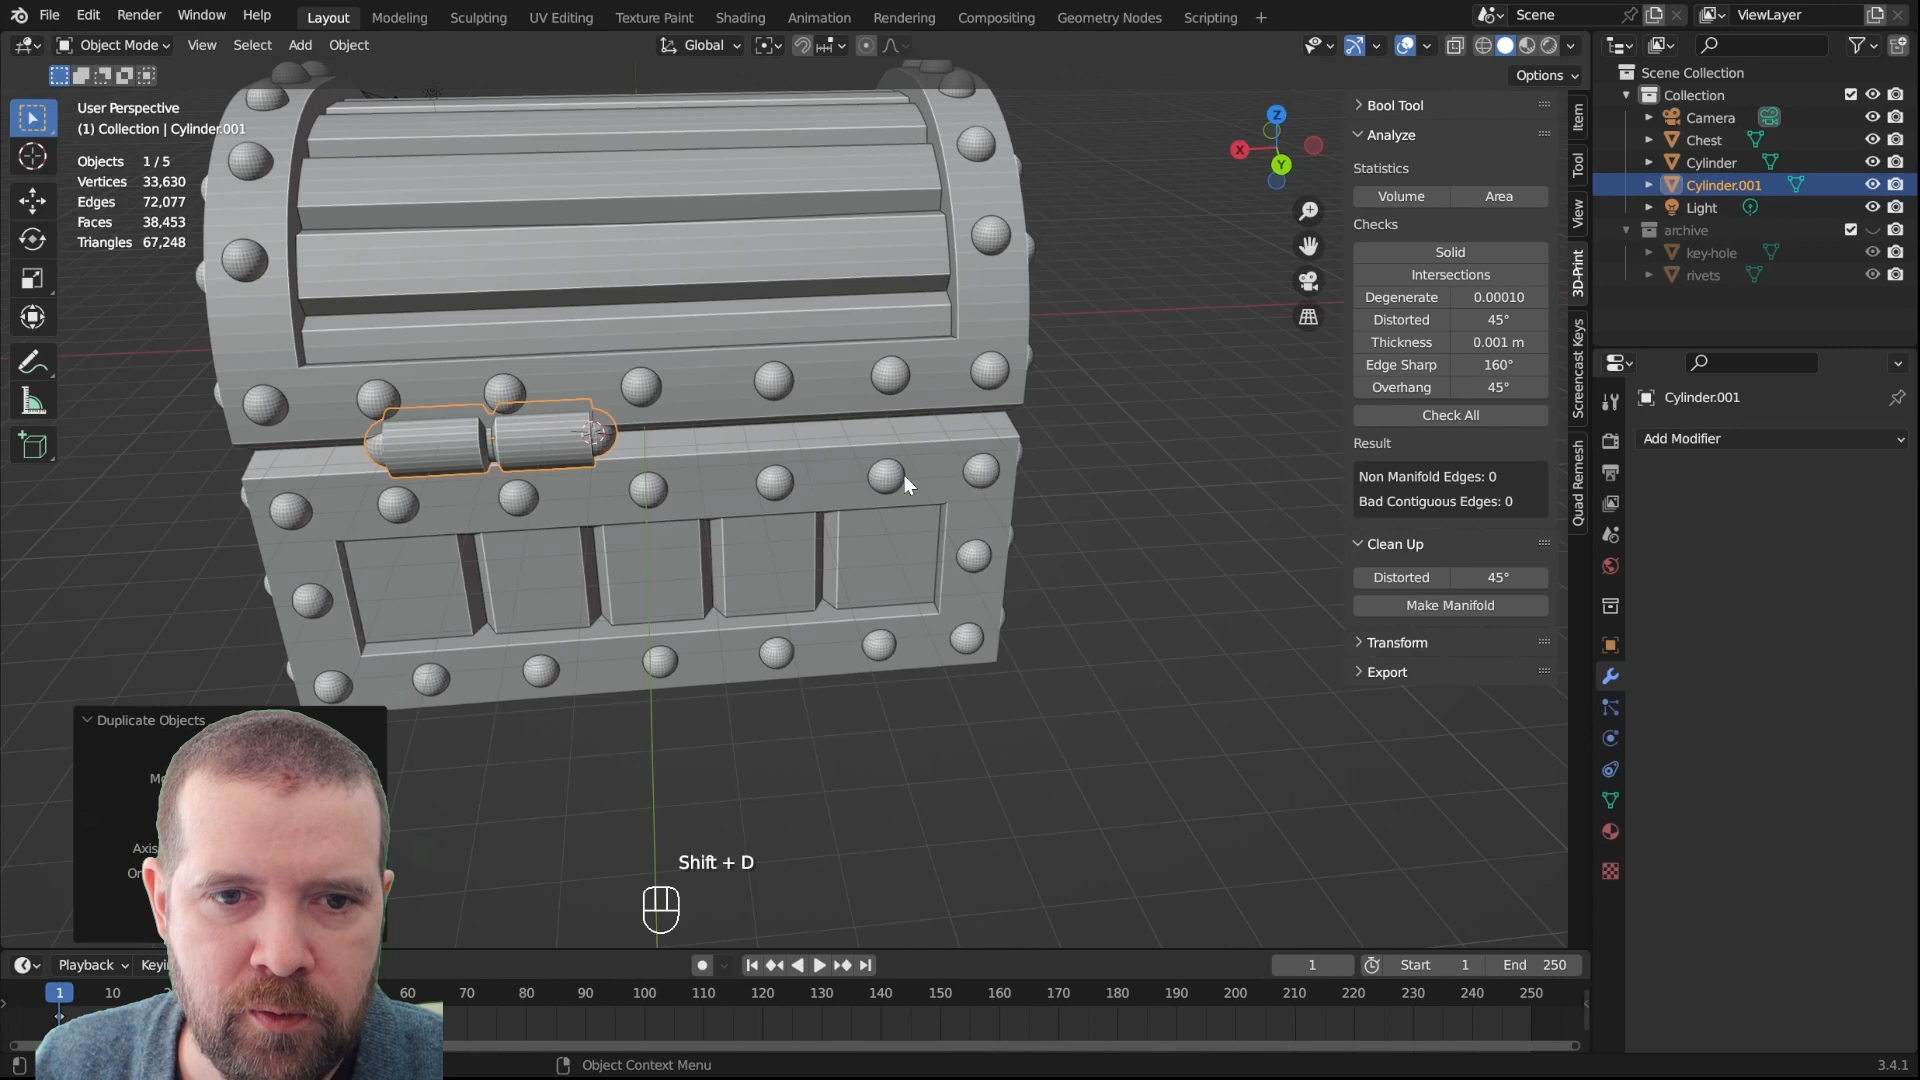 File Edit Render Window Help Layout Modeling Sculpting UV Editing Texture Paint Shading Animation Rendering Compositing Geometry Nodes Scripting + Scene ViewLayer
Object Mode View Select Add Object Global
Options
User Perspective
(1) Collection | Cylinder.001
Objects 1 / 5
Vertices 33,630
Edges 72,077
Faces 38,453
Triangles 67,248
Z
X
Y
Bool Tool
Analyze
Statistics
Volume Area
Checks
Solid
Intersections
Degenerate 0.00010
Distorted 45°
Thickness 0.001 m
Edge Sharp 160°
Overhang 45°
Check All
Result
Non Manifold Edges: 0
Bad Contiguous Edges: 0
Clean Up
Distorted 45°
Make Manifold
Transform
Export
Item
Tool
View
3D-Print
Screencast Keys
Quad Remesh
Scene Collection
Collection
Camera
Chest
Cylinder
Cylinder.001
Light
archive
key-hole
rivets
Cylinder.001
Add Modifier
Duplicate Objects
Axis
Shift + D
Playback 1 Start 1 End 250
1 10 60 70 80 90 100 110 120 130 140 150 160 170 180 190 200 210 220 230 240 250
Object Context Menu
3.4.1